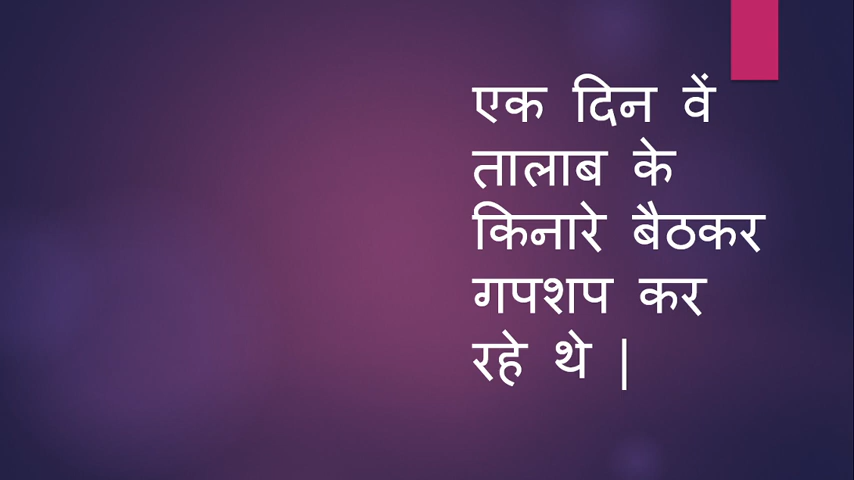 एक दिन वें
तालाब के
किनारे बैठकर
गपशप कर
रहे थे |